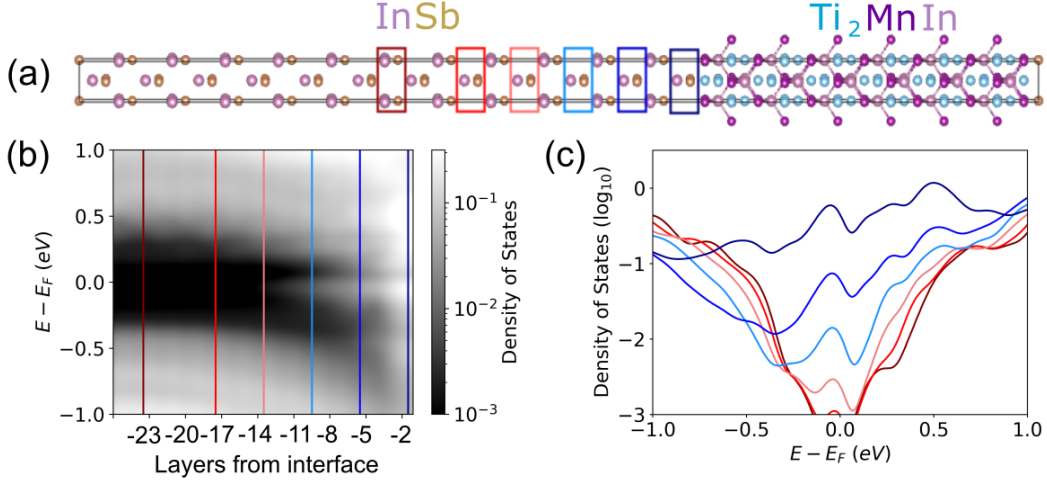 InSb
Ti2MnIn
(a)
(b)
(c)
1.0
0.5
0.0
−0.5
−1.0
E − EF (eV)
-23 -20 -17 -14 -11 -8 -5 -2
Layers from interface
10−1
10−2
10−3
Density of States
0
−1
−2
−3
Density of States (log10)
−1.0 −0.5 0.0 0.5 1.0
E − EF (eV)